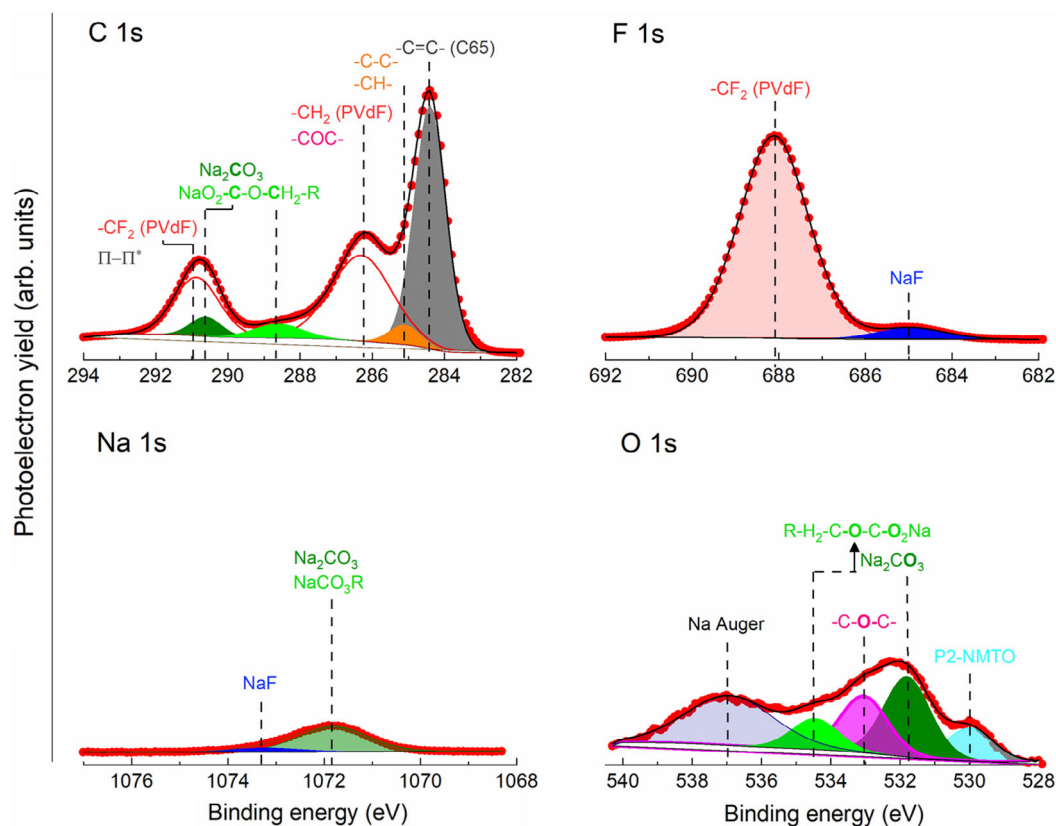 Photoelectron yield (arb. units)
C 1s
-C=C- (C65)
-C-C-
-CH-
-CH₂ (PVdF)
-COC-
Na₂CO₃
NaO₂-C-O-CH₂-R
-CF₂ (PVdF)
Π–Π*
294 292 290 288 286 284 282
F 1s
-CF₂ (PVdF)
NaF
692 690 688 686 684 682
Na 1s
Na₂CO₃
NaCO₃R
NaF
1076 1074 1072 1070 1068
Binding energy (eV)
O 1s
R-H₂-C-O-C-O₂Na
Na₂CO₃
Na Auger
-C-O-C-
P2-NMTO
540 538 536 534 532 530 528
Binding energy (eV)